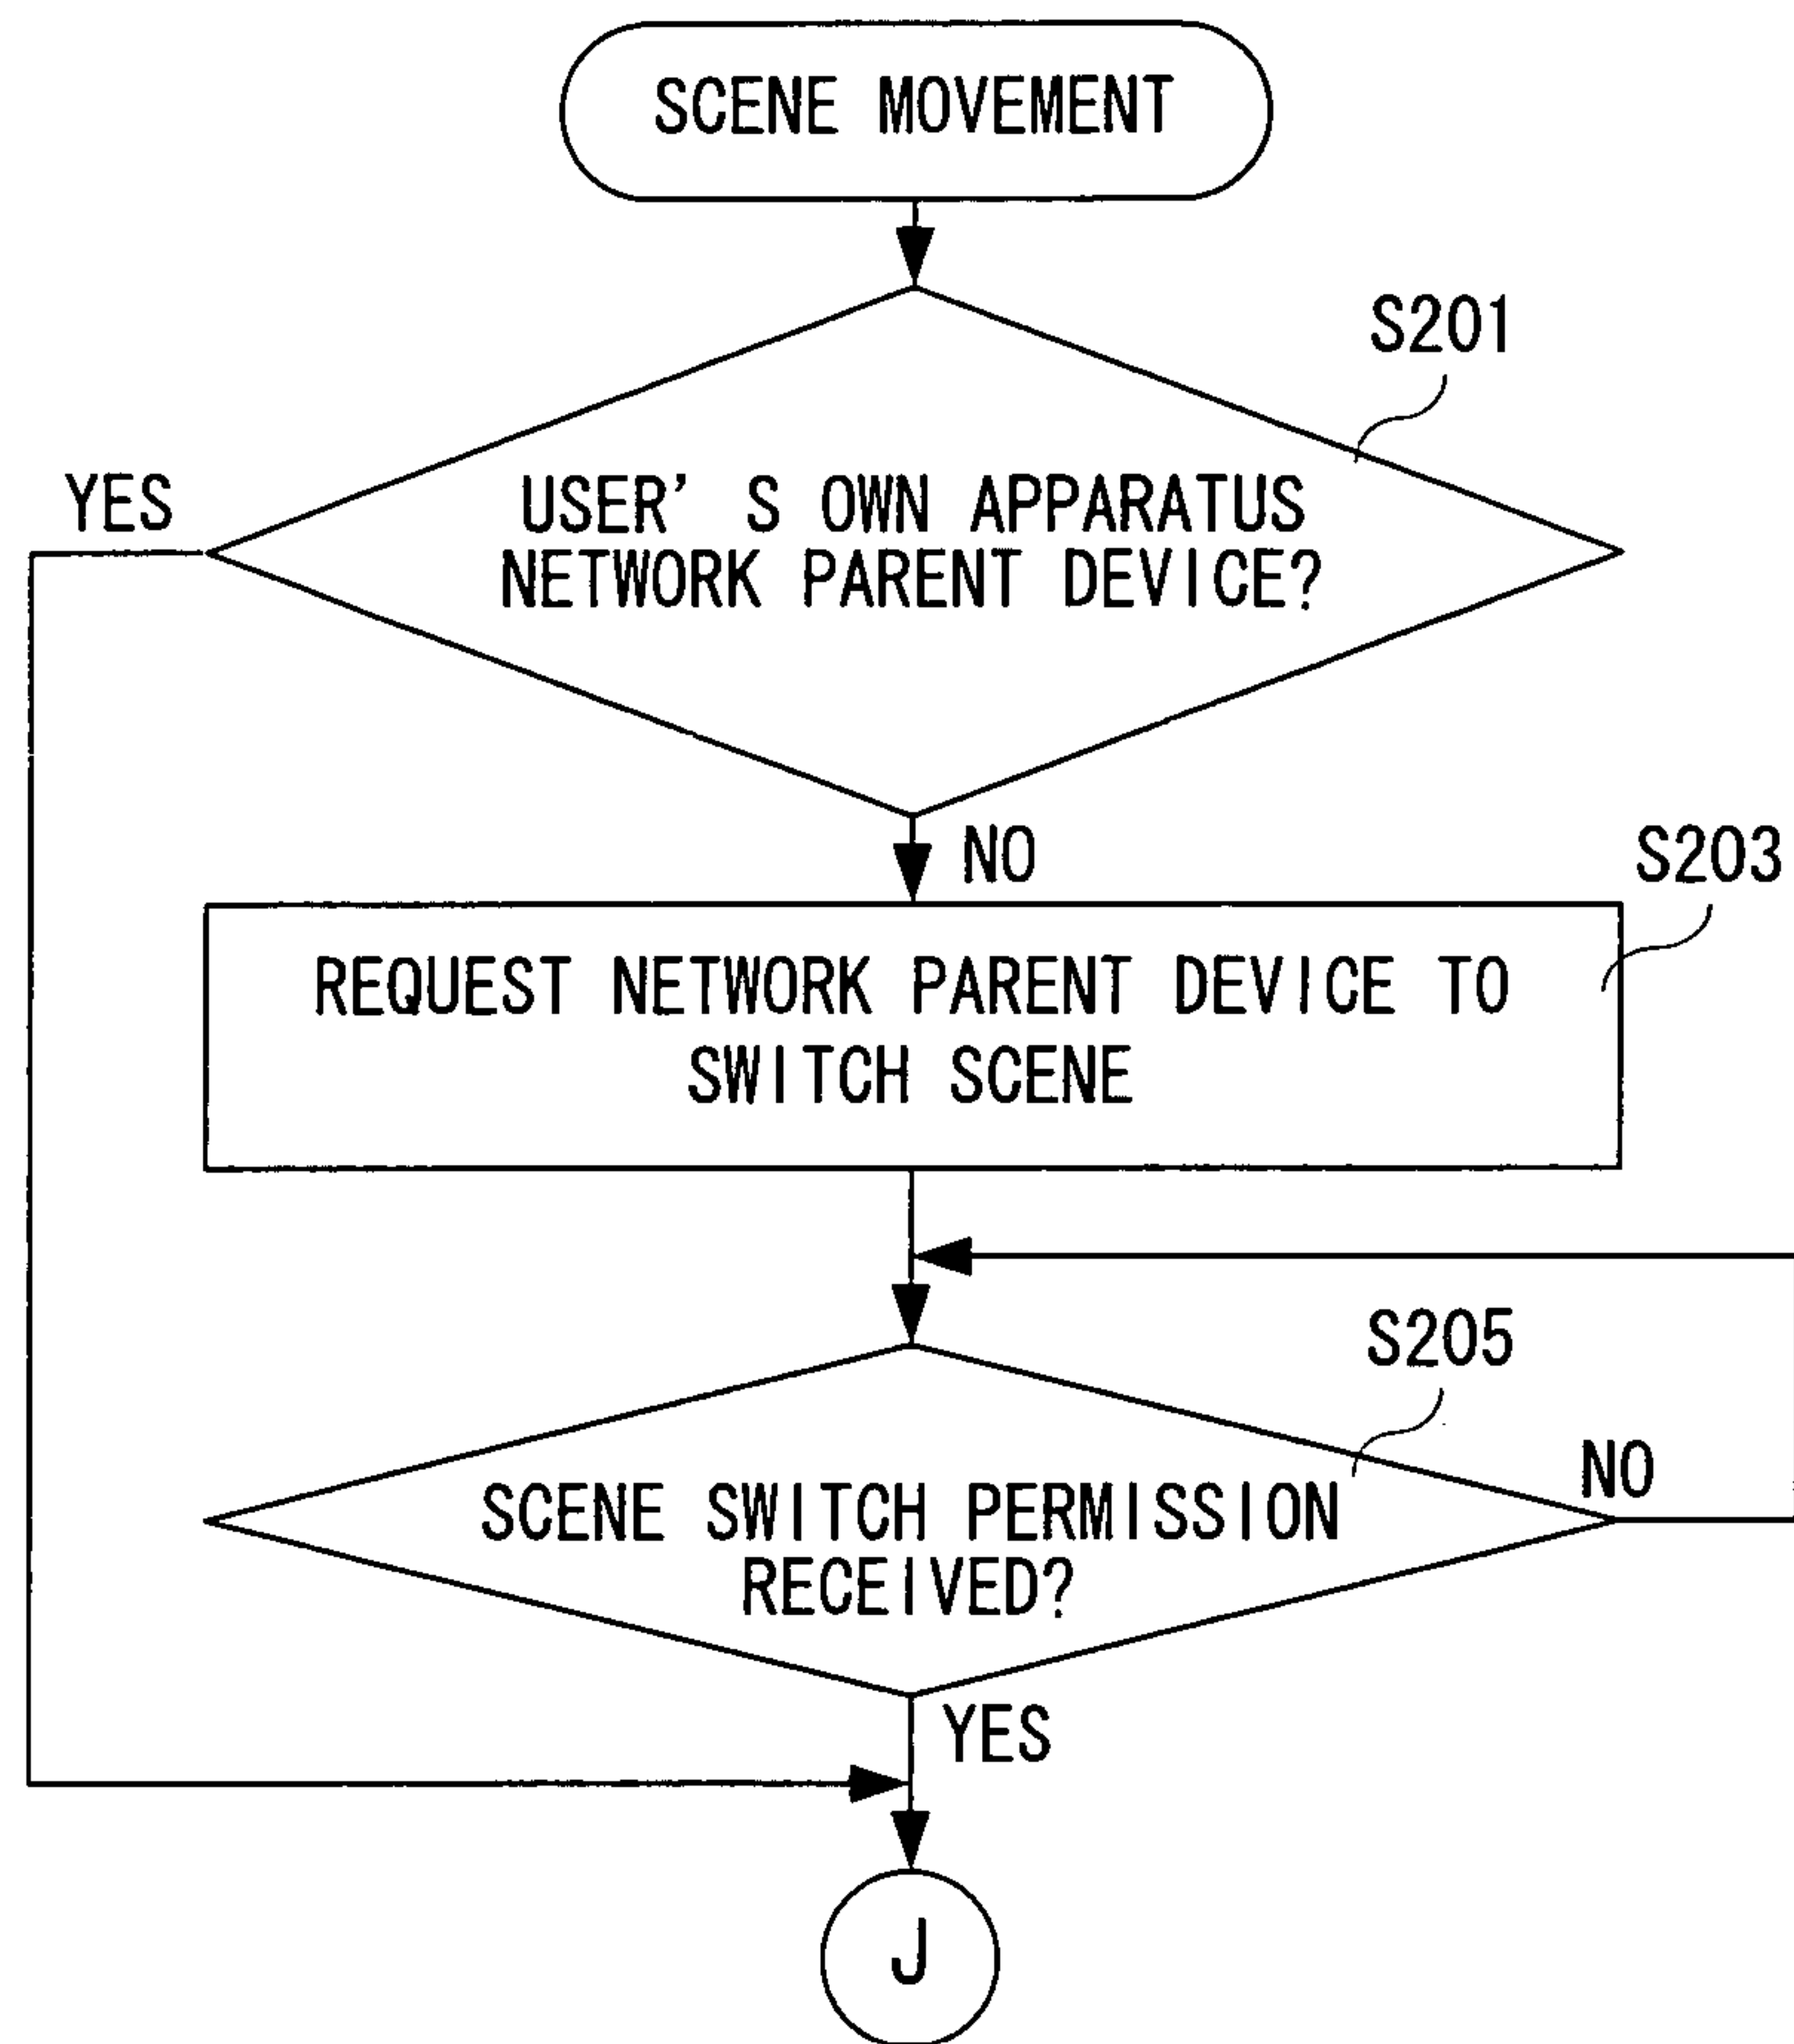 SCENE MOVEMENT
S201
YES
USER' S OWN APPARATUS
NETWORK PARENT DEVICE?
NO
S203
REQUEST NETWORK PARENT DEVICE TO
SWITCH SCENE
S205
NO
SCENE SWITCH PERMISSION
RECEIVED?
YES
J